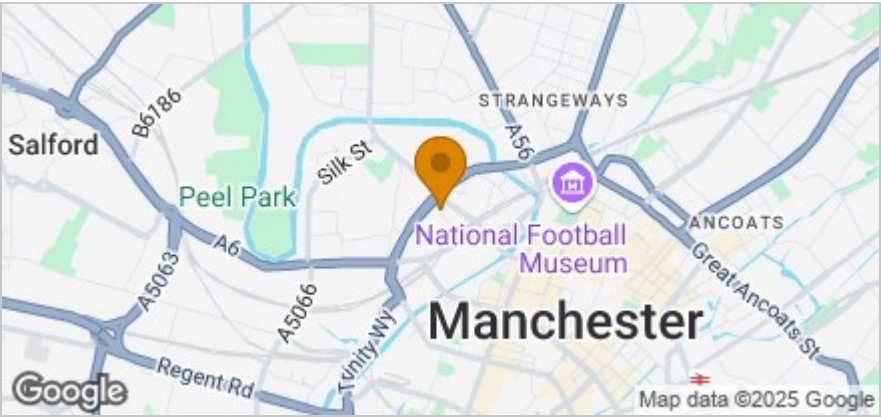 STRANGEWAYS
B6186
A56
Salford
Silk St
Peel Park
ANCOATS
National Football
Museum
A6
A5063
A5066
Great Ancoats St
Manchester
Trinity Wy
Regent Rd
Google
Map data ©2025 Google